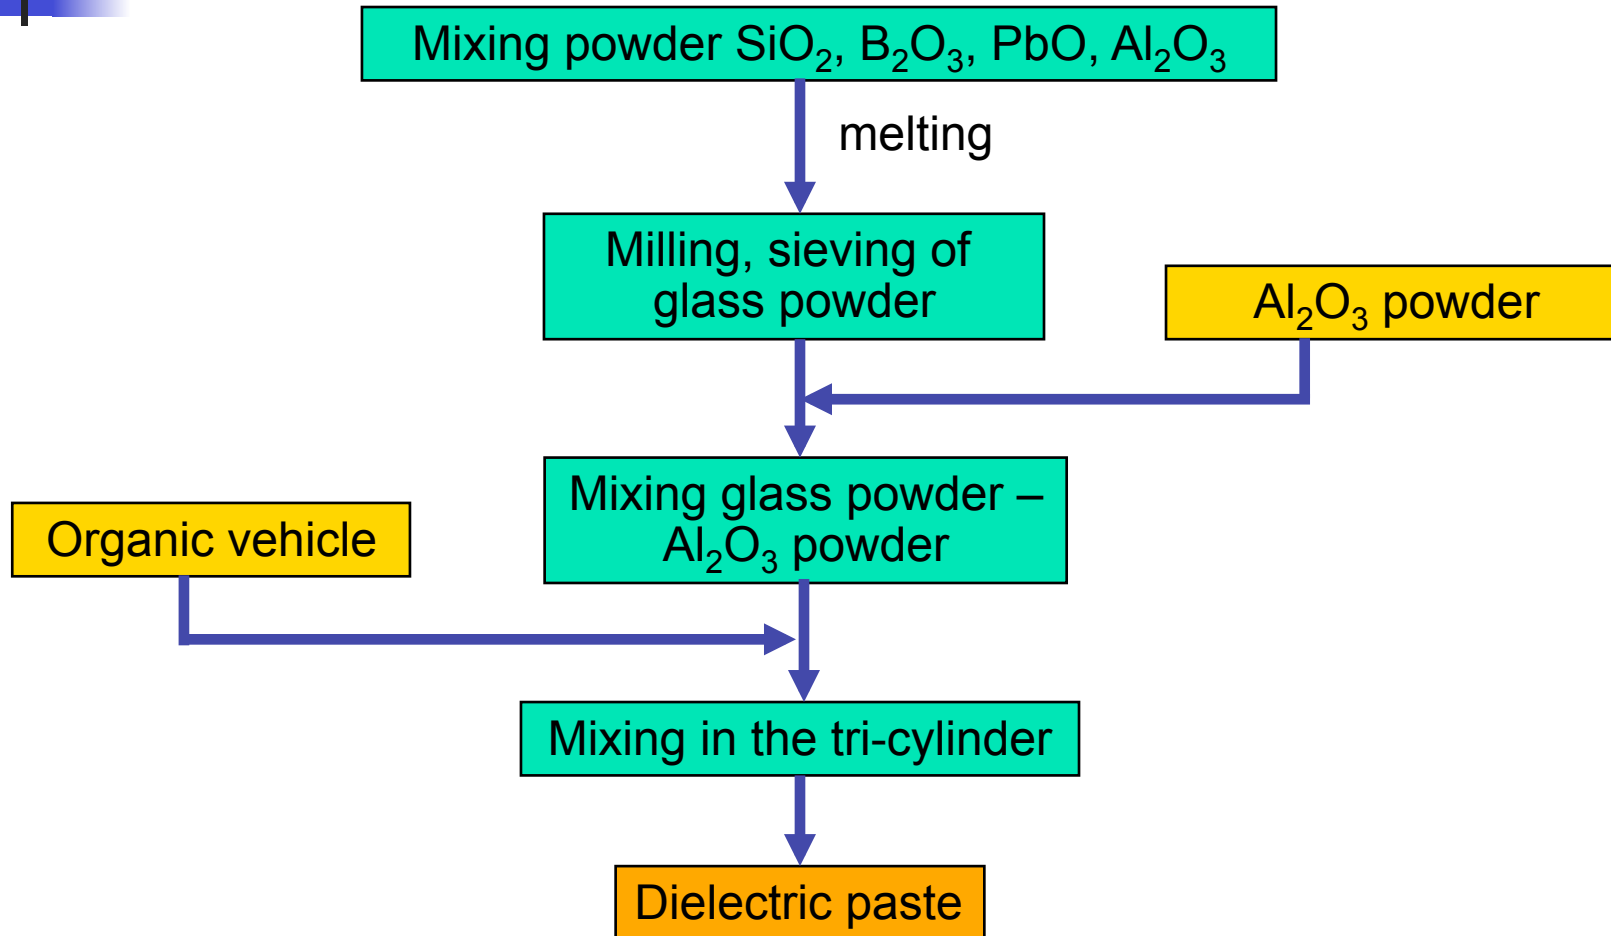 Mixing powder SiO₂, B₂O₃, PbO, Al₂O₃
melting
Milling, sieving of
glass powder
Al₂O₃ powder
Mixing glass powder –
Al₂O₃ powder
Organic vehicle
Mixing in the tri-cylinder
Dielectric paste